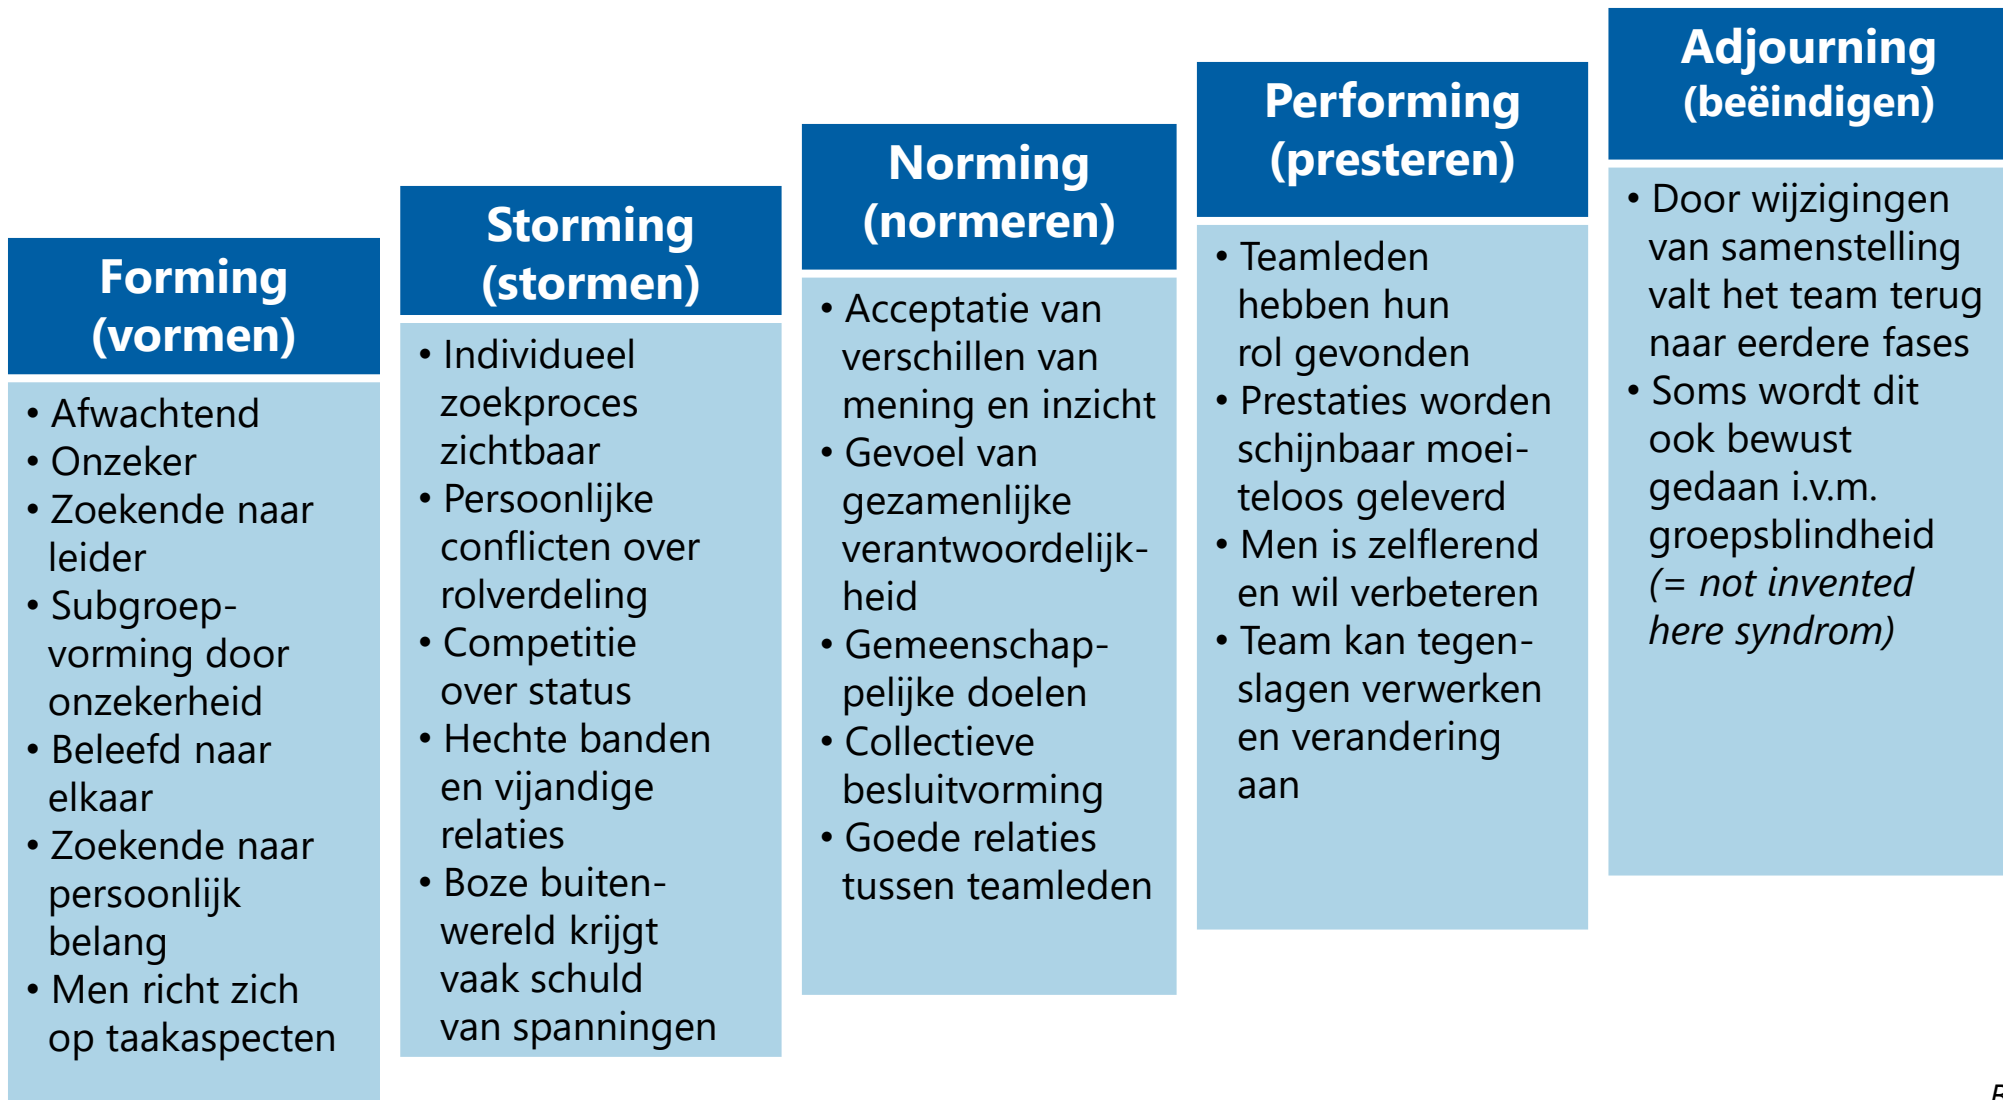 Forming
(vormen)
• Afwachtend
• Onzeker
• Zoekende naar
leider
• Subgroep-
vorming door
onzekerheid
• Beleefd naar
elkaar
• Zoekende naar
persoonlijk
belang
• Men richt zich
op taakaspecten
Storming
(stormen)
• Individueel
zoekproces
zichtbaar
• Persoonlijke
conflicten over
rolverdeling
• Competitie
over status
• Hechte banden
en vijandige
relaties
• Boze buiten-
wereld krijgt
vaak schuld
van spanningen
Norming
(normeren)
• Acceptatie van
verschillen van
mening en inzicht
• Gevoel van
gezamenlijke
verantwoordelijk-
heid
• Gemeenschap-
pelijke doelen
• Collectieve
besluitvorming
• Goede relaties
tussen teamleden
Performing
(presteren)
• Teamleden
hebben hun
rol gevonden
• Prestaties worden
schijnbaar moei-
teloos geleverd
• Men is zelflerend
en wil verbeteren
• Team kan tegen-
slagen verwerken
en verandering
aan
Adjourning
(beëindigen)
• Door wijzigingen
van samenstelling
valt het team terug
naar eerdere fases
• Soms wordt dit
ook bewust
gedaan i.v.m.
groepsblindheid
(= not invented
here syndrom)